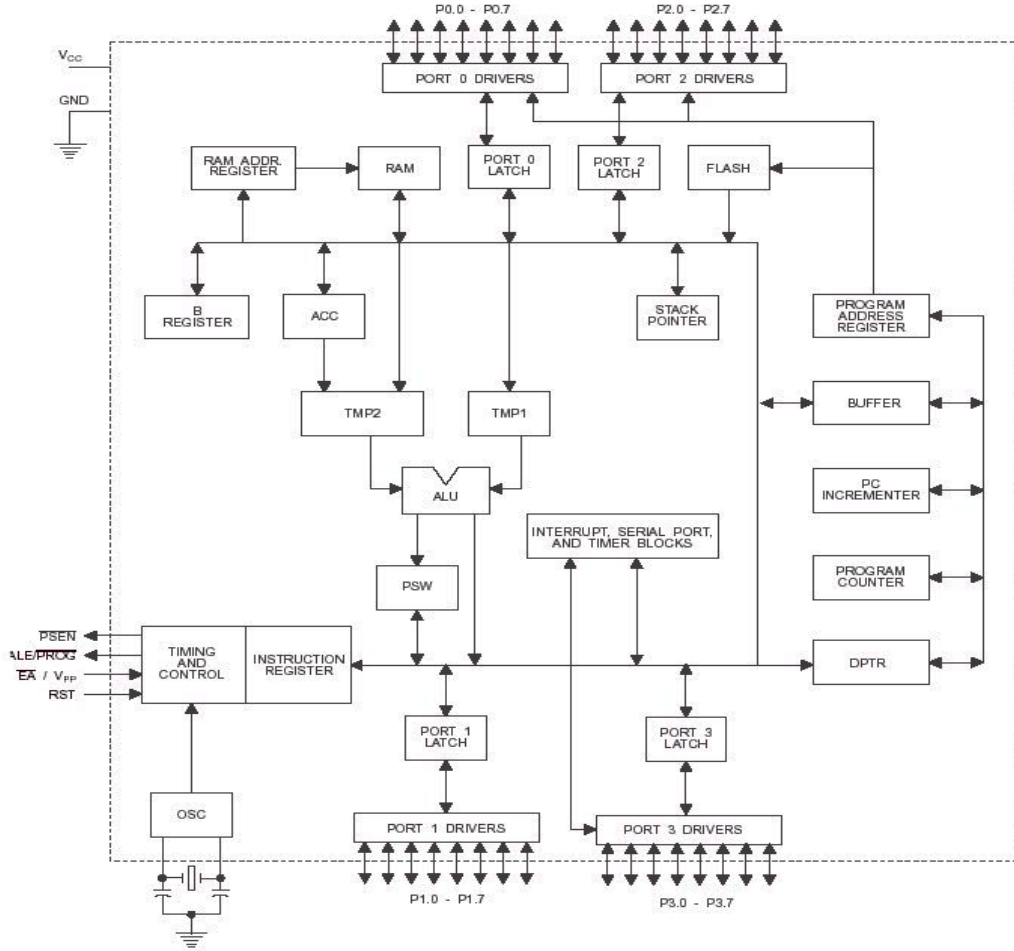 P0.0 - P0.7
P2.0 - P2.7
V_CC
PORT 0 DRIVERS
PORT 2 DRIVERS
GND
RAM ADDR.
REGISTER
RAM
PORT 0
LATCH
PORT 2
LATCH
FLASH
B
REGISTER
ACC
STACK
POINTER
PROGRAM
ADDRESS
REGISTER
TMP2
TMP1
BUFFER
ALU
PC
INCREMENTER
INTERRUPT, SERIAL PORT,
AND TIMER BLOCKS
PSW
PROGRAM
COUNTER
PSEN
ALE/PROG
EA / V_PP
RST
TIMING
AND
CONTROL
INSTRUCTION
REGISTER
DPTR
PORT 1
LATCH
PORT 3
LATCH
OSC
PORT 1 DRIVERS
PORT 3 DRIVERS
P1.0 - P1.7
P3.0 - P3.7